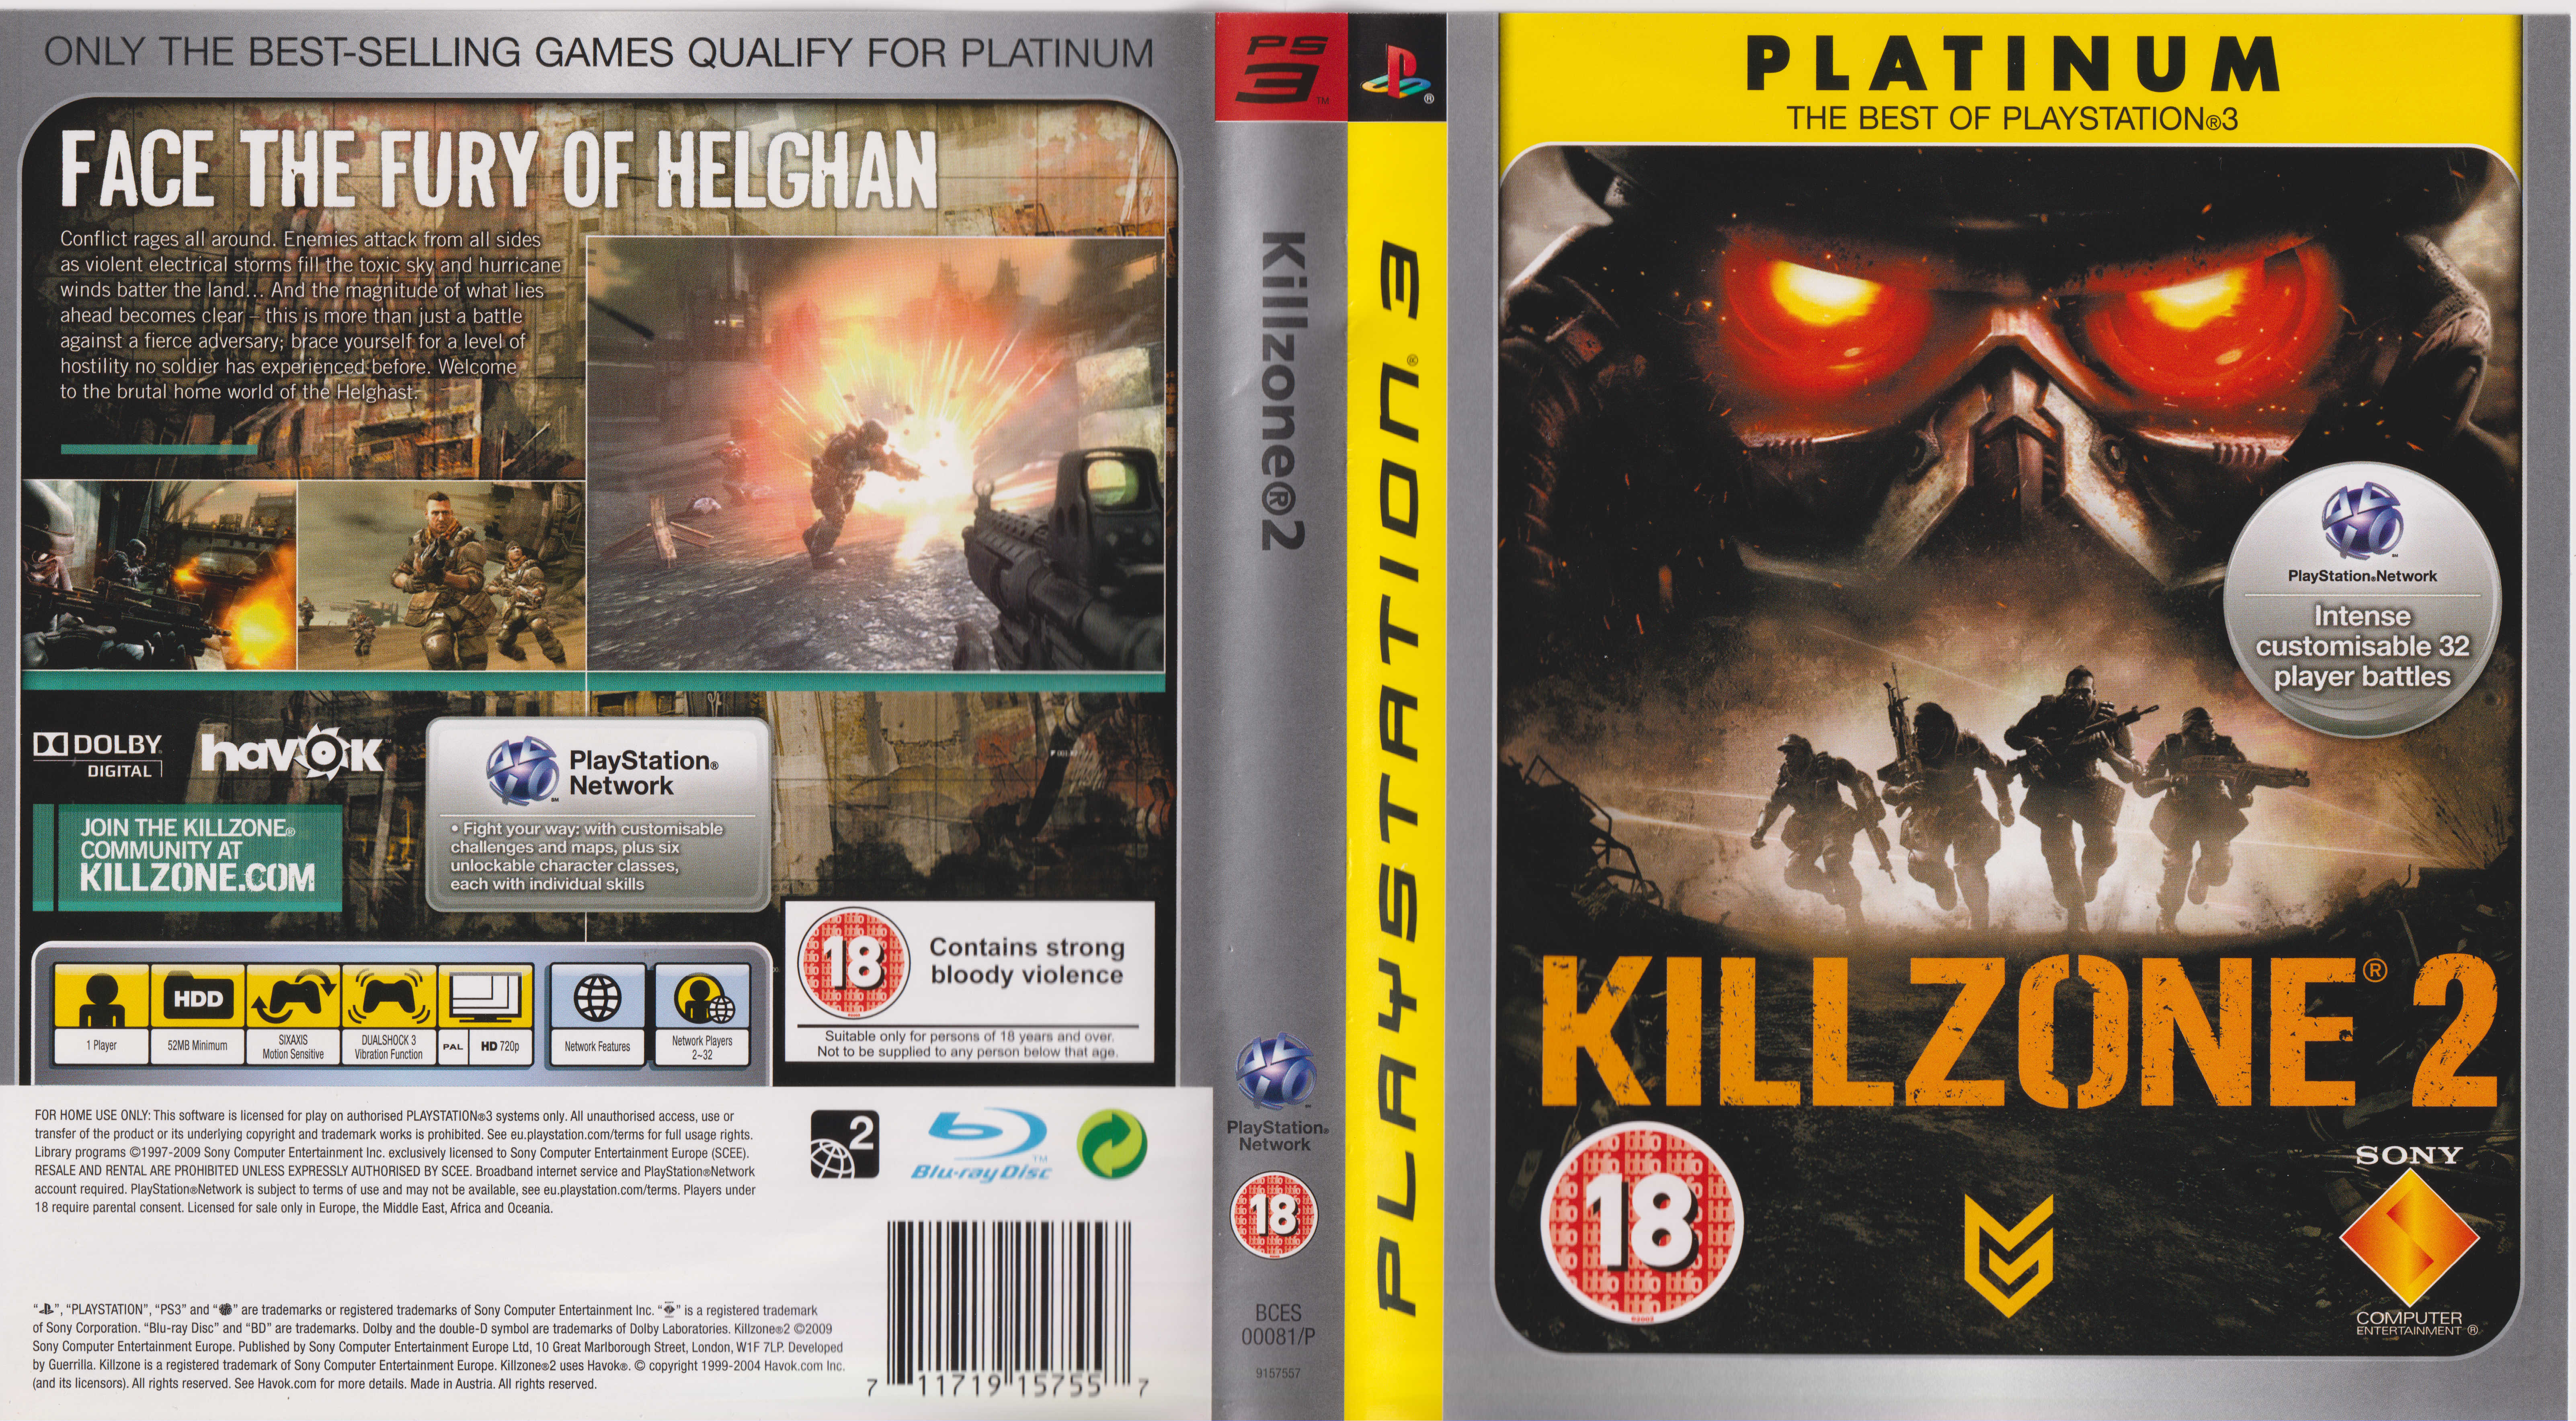 ONLY THE BEST-SELLING GAMES QUALIFY FOR PLATINUM
FACE THE FURY OF HELGHAN
Conflict rages all around. Enemies attack from all sides
as violent electrical storms fill the toxic sky and hurricane
winds batter the land... And the magnitude of what lies
ahead becomes clear – this is more than just a battle
against a fierce adversary; brace yourself for a level of
hostility no soldier has experienced before. Welcome
to the brutal home world of the Helghast.
DOLBY
DIGITAL
havok™
JOIN THE KILLZONE®
COMMUNITY AT
KILLZONE.COM
PlayStation®
Network
• Fight your way: with customisable
challenges and maps, plus six
unlockable character classes,
each with individual skills
18
Contains strong
bloody violence
Suitable only for persons of 18 years and over.
Not to be supplied to any person below that age.
HDD
1 Player
52MB Minimum
SIXAXIS
Motion Sensitive
DUALSHOCK 3
Vibration Function
PAL
HD 720p
Network Features
Network Players
2-32
FOR HOME USE ONLY: This software is licensed for play on authorised PLAYSTATION®3 systems only. All unauthorised access, use or
transfer of the product or its underlying copyright and trademark works is prohibited. See eu.playstation.com/terms for full usage rights.
Library programs ©1997-2009 Sony Computer Entertainment Inc. exclusively licensed to Sony Computer Entertainment Europe (SCEE).
RESALE AND RENTAL ARE PROHIBITED UNLESS EXPRESSLY AUTHORISED BY SCEE. Broadband internet service and PlayStation®Network
account required. PlayStation®Network is subject to terms of use and may not be available, see eu.playstation.com/terms. Players under
18 require parental consent. Licensed for sale only in Europe, the Middle East, Africa and Oceania.
2
Blu-ray Disc™
"", "PLAYSTATION", "PS3" and "" are trademarks or registered trademarks of Sony Computer Entertainment Inc. "" is a registered trademark
of Sony Corporation. "Blu-ray Disc" and "BD" are trademarks. Dolby and the double-D symbol are trademarks of Dolby Laboratories. Killzone®2 ©2009
Sony Computer Entertainment Europe. Published by Sony Computer Entertainment Europe Ltd, 10 Great Marlborough Street, London, W1F 7LP. Developed
by Guerrilla. Killzone is a registered trademark of Sony Computer Entertainment Europe. Killzone®2 uses Havok®. © copyright 1999-2004 Havok.com Inc.
(and its licensors). All rights reserved. See Havok.com for more details. Made in Austria. All rights reserved.
7 11719 15755 7
PS3™
Killzone®2
PlayStation®
Network
18
BCES
00081/P
9157557
PLAYSTATION®3
PLATINUM
THE BEST OF PLAYSTATION®3
PlayStation®Network
Intense
customisable 32
player battles
KILLZONE® 2
18
SONY
COMPUTER
ENTERTAINMENT ®